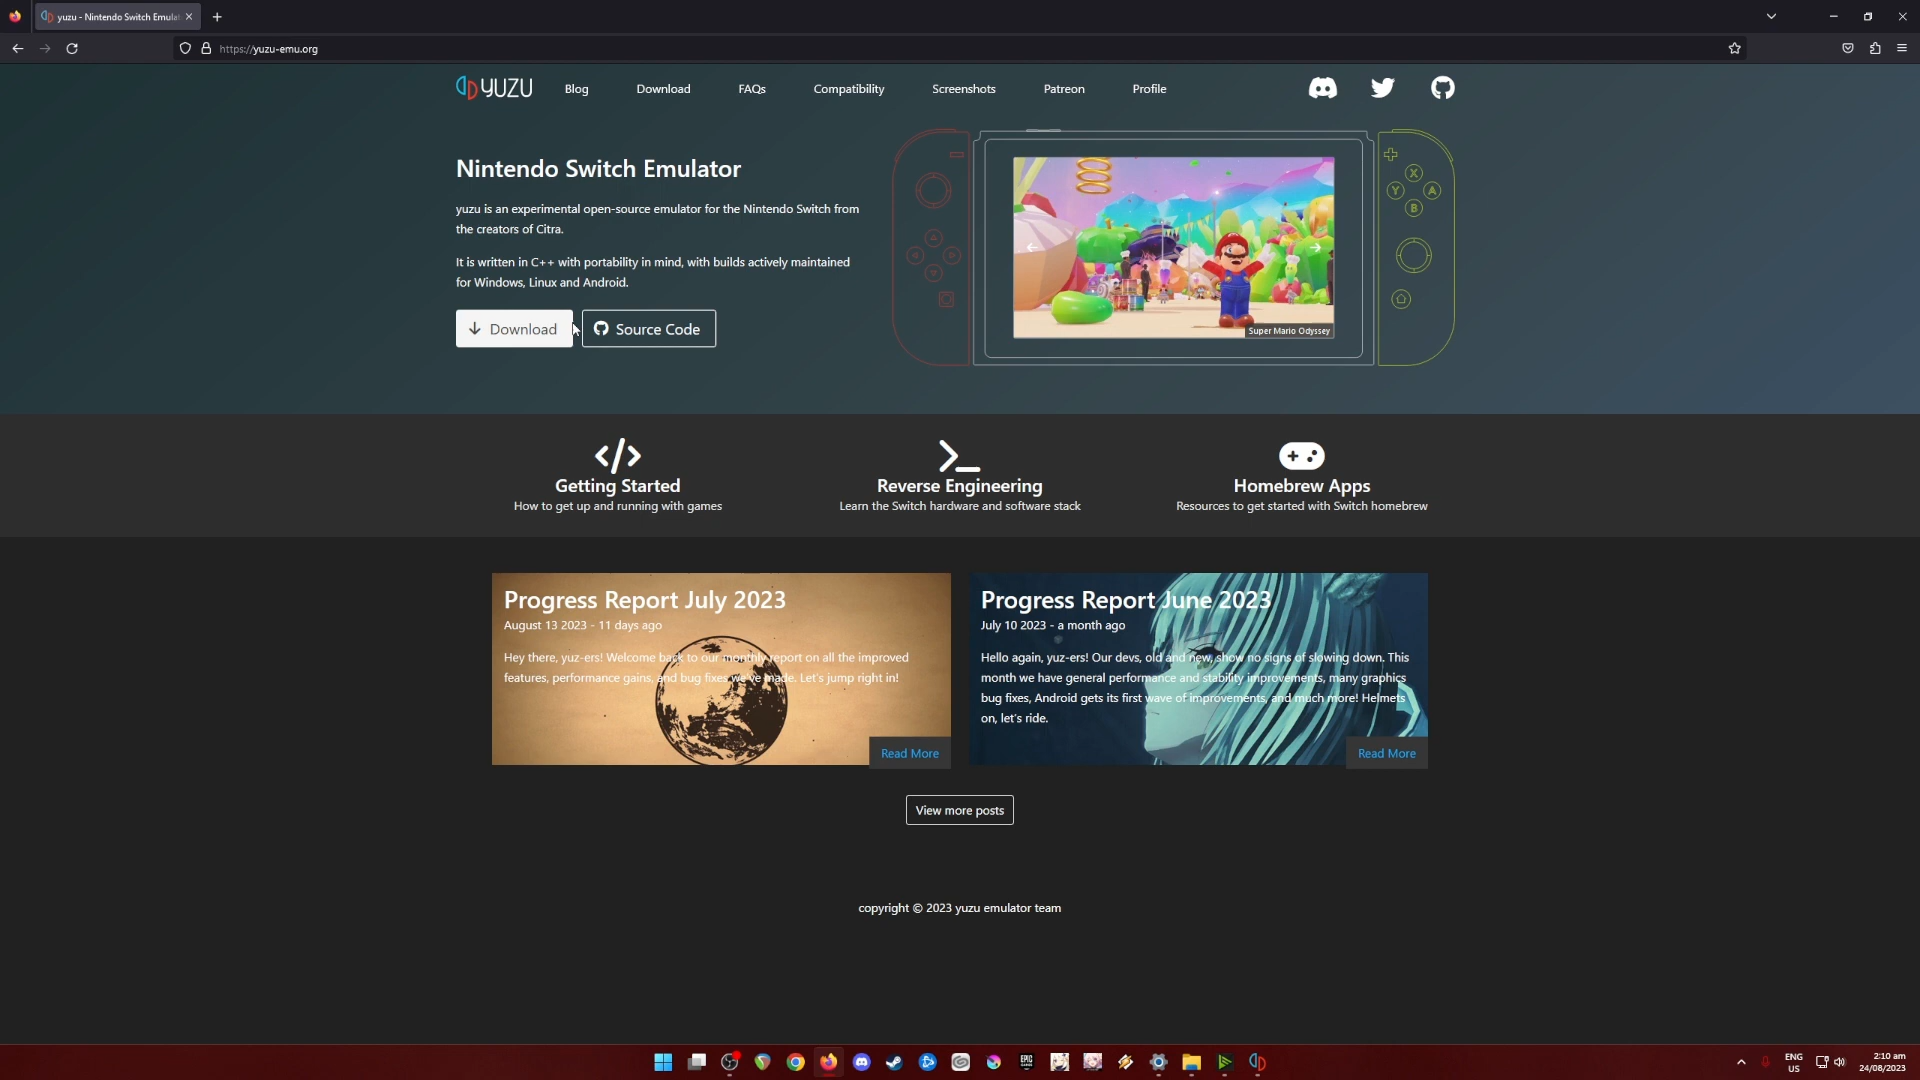 yuzu - Nintendo Switch Emulat
https://yuzu-emu.org
YUZU
Blog
Download
FAQs
Compatibility
Screenshots
Patreon
Profile
Nintendo Switch Emulator
yuzu is an experimental open-source emulator for the Nintendo Switch from
the creators of Citra.
It is written in C++ with portability in mind, with builds actively maintained
for Windows, Linux and Android.
Download
Source Code
Super Mario Odyssey
X
Y
A
B
Getting Started
How to get up and running with games
Reverse Engineering
Learn the Switch hardware and software stack
Homebrew Apps
Resources to get started with Switch homebrew
Progress Report July 2023
August 13 2023 - 11 days ago
Hey there, yuz-ers! Welcome back to our monthly report on all the improved
features, performance gains, and bug fixes we've made. Let's jump right in!
Read More
Progress Report June 2023
July 10 2023 - a month ago
Hello again, yuz-ers! Our devs, old and new, show no signs of slowing down. This
month we have general performance and stability improvements, many graphics
bug fixes, Android gets its first wave of improvements, and much more! Helmets
on, let's ride.
Read More
View more posts
copyright © 2023 yuzu emulator team
EPIC
ENG
US
2:10 am
24/08/2023